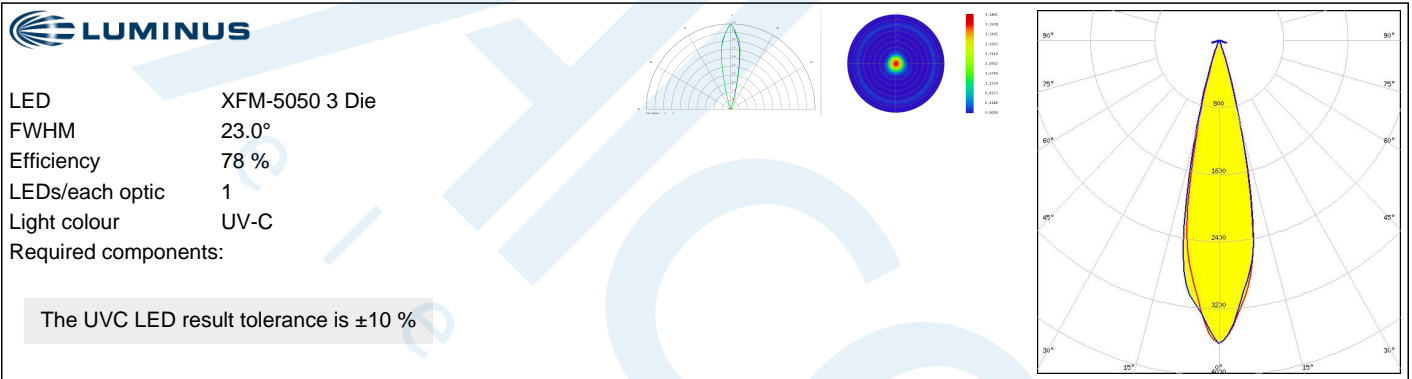 LUMINUS
LED XFM-5050 3 Die
FWHM 23.0°
Efficiency 78 %
LEDs/each optic 1
Light colour UV-C
Required components:
The UVC LED result tolerance is ±10 %
90° 90°
75° 75°
800
60° 60°
1600
45° 45°
2400
3200
30° 30°
15° 0° 15°
4000